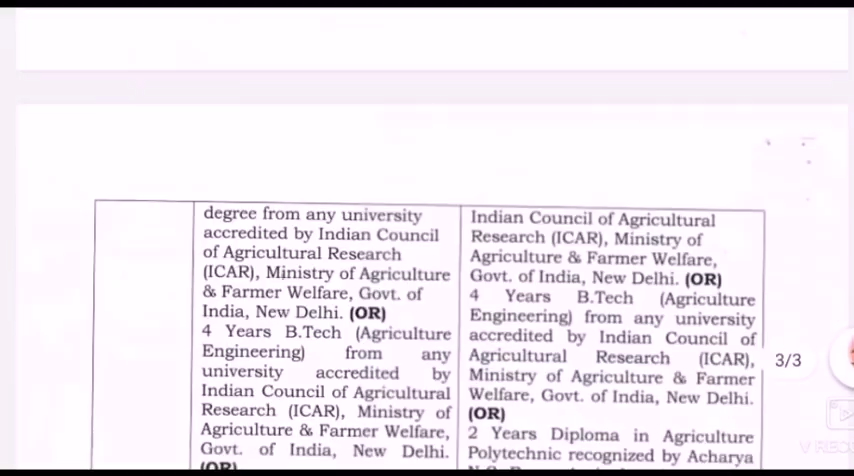 degree from any university
accredited by Indian Council
of Agricultural Research
(ICAR), Ministry of Agriculture
& Farmer Welfare, Govt. of
India, New Delhi. (OR)
4 Years B.Tech (Agriculture
Engineering) from any
university accredited by
Indian Council of Agricultural
Research (ICAR), Ministry of
Agriculture & Farmer Welfare,
Govt. of India, New Delhi.
(OR)
Indian Council of Agricultural
Research (ICAR), Ministry of
Agriculture & Farmer Welfare,
Govt. of India, New Delhi. (OR)
4 Years B.Tech (Agriculture
Engineering) from any university
accredited by Indian Council of
Agricultural Research (ICAR),
Ministry of Agriculture & Farmer
Welfare, Govt. of India, New Delhi.
(OR)
2 Years Diploma in Agriculture
Polytechnic recognized by Acharya
3/3